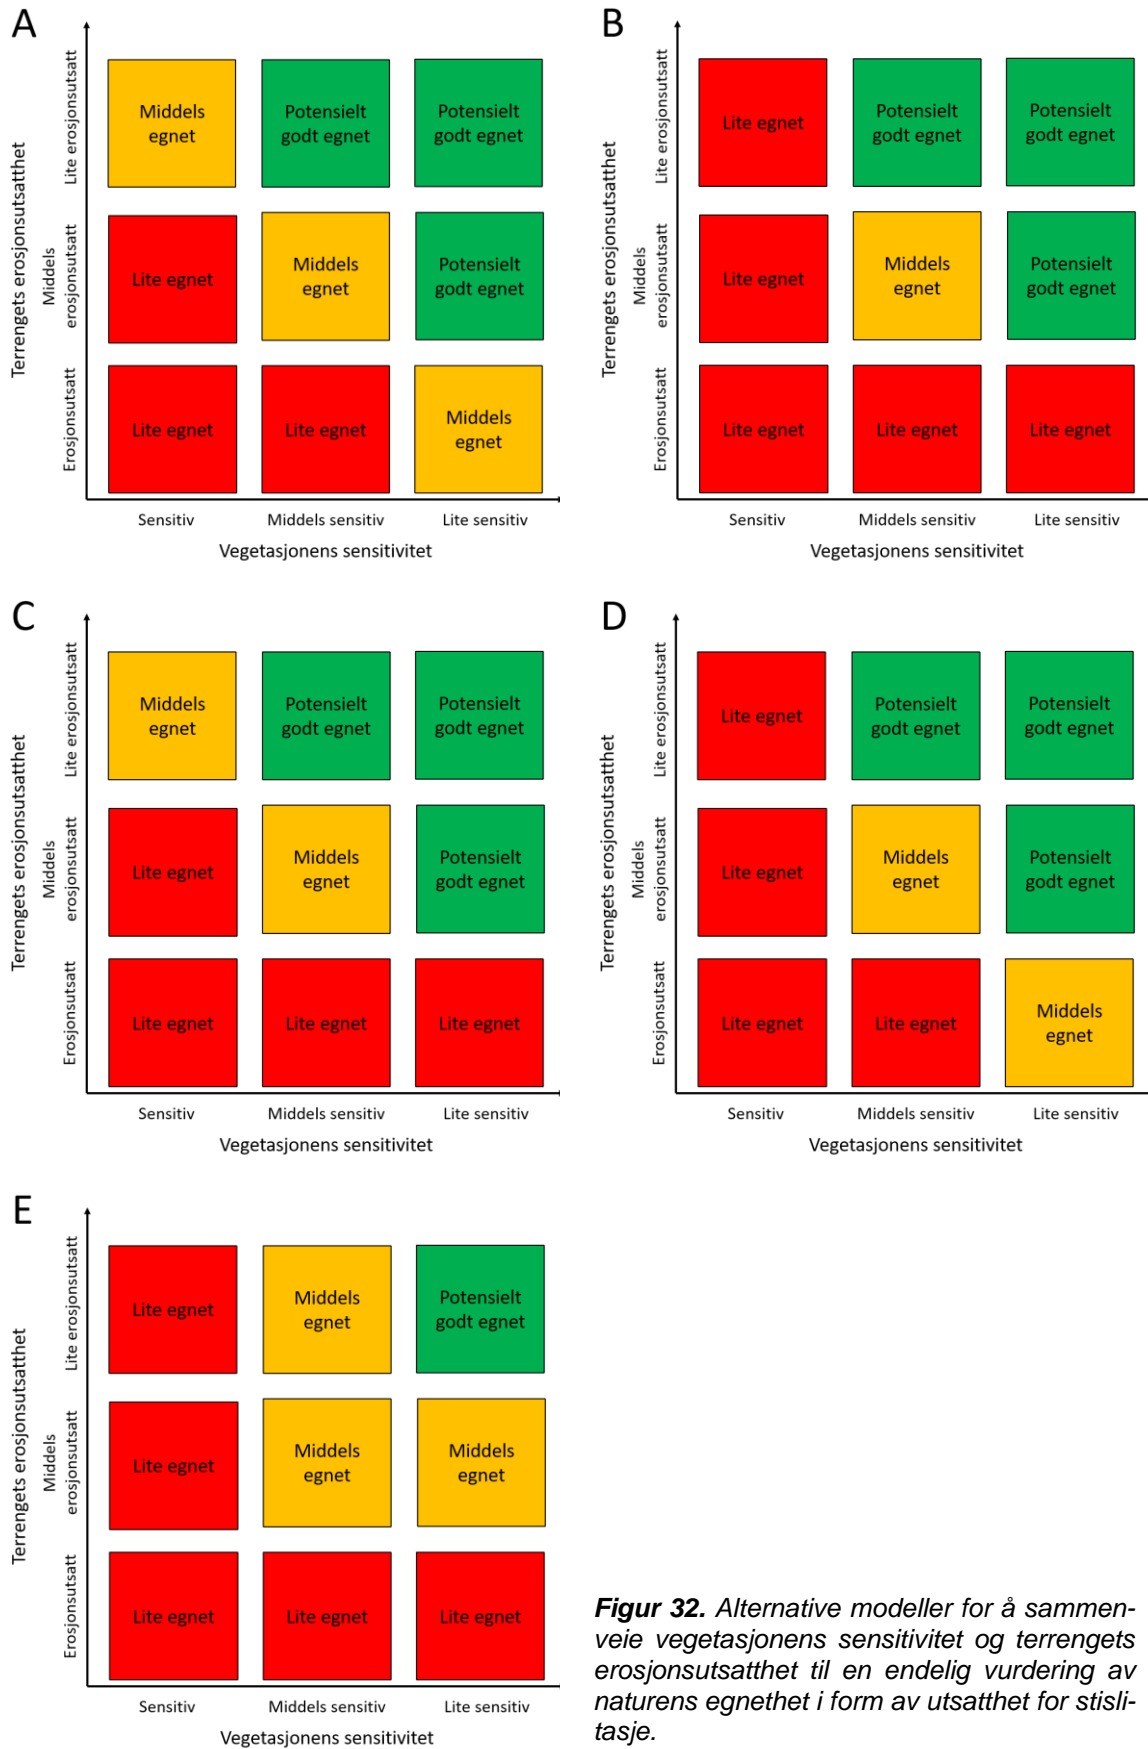 A
Terrengets erosjonsutsatthet
Lite erosjonsutsatt
Middels
erosjonsutsatt
Erosjonsutsatt
Middels
egnet
Potensielt
godt egnet
Potensielt
godt egnet
Lite egnet
Middels
egnet
Potensielt
godt egnet
Lite egnet
Lite egnet
Middels
egnet
Sensitiv
Middels sensitiv
Lite sensitiv
Vegetasjonens sensitivitet
B
Terrengets erosjonsutsatthet
Lite erosjonsutsatt
Middels
erosjonsutsatt
Erosjonsutsatt
Lite egnet
Potensielt
godt egnet
Potensielt
godt egnet
Lite egnet
Middels
egnet
Potensielt
godt egnet
Lite egnet
Lite egnet
Lite egnet
Sensitiv
Middels sensitiv
Lite sensitiv
Vegetasjonens sensitivitet
C
Terrengets erosjonsutsatthet
Lite erosjonsutsatt
Middels
erosjonsutsatt
Erosjonsutsatt
Middels
egnet
Potensielt
godt egnet
Potensielt
godt egnet
Lite egnet
Middels
egnet
Potensielt
godt egnet
Lite egnet
Lite egnet
Lite egnet
Sensitiv
Middels sensitiv
Lite sensitiv
Vegetasjonens sensitivitet
D
Terrengets erosjonsutsatthet
Lite erosjonsutsatt
Middels
erosjonsutsatt
Erosjonsutsatt
Lite egnet
Potensielt
godt egnet
Potensielt
godt egnet
Lite egnet
Middels
egnet
Potensielt
godt egnet
Lite egnet
Lite egnet
Middels
egnet
Sensitiv
Middels sensitiv
Lite sensitiv
Vegetasjonens sensitivitet
E
Terrengets erosjonsutsatthet
Lite erosjonsutsatt
Middels
erosjonsutsatt
Erosjonsutsatt
Lite egnet
Middels
egnet
Potensielt
godt egnet
Lite egnet
Middels
egnet
Middels
egnet
Lite egnet
Lite egnet
Lite egnet
Sensitiv
Middels sensitiv
Lite sensitiv
Vegetasjonens sensitivitet
Figur 32. Alternative modeller for å sammen-
veie vegetasjonens sensitivitet og terrengets
erosjonsutsatthet til en endelig vurdering av
naturens egnethet i form av utsatthet for stisli-
tasje.